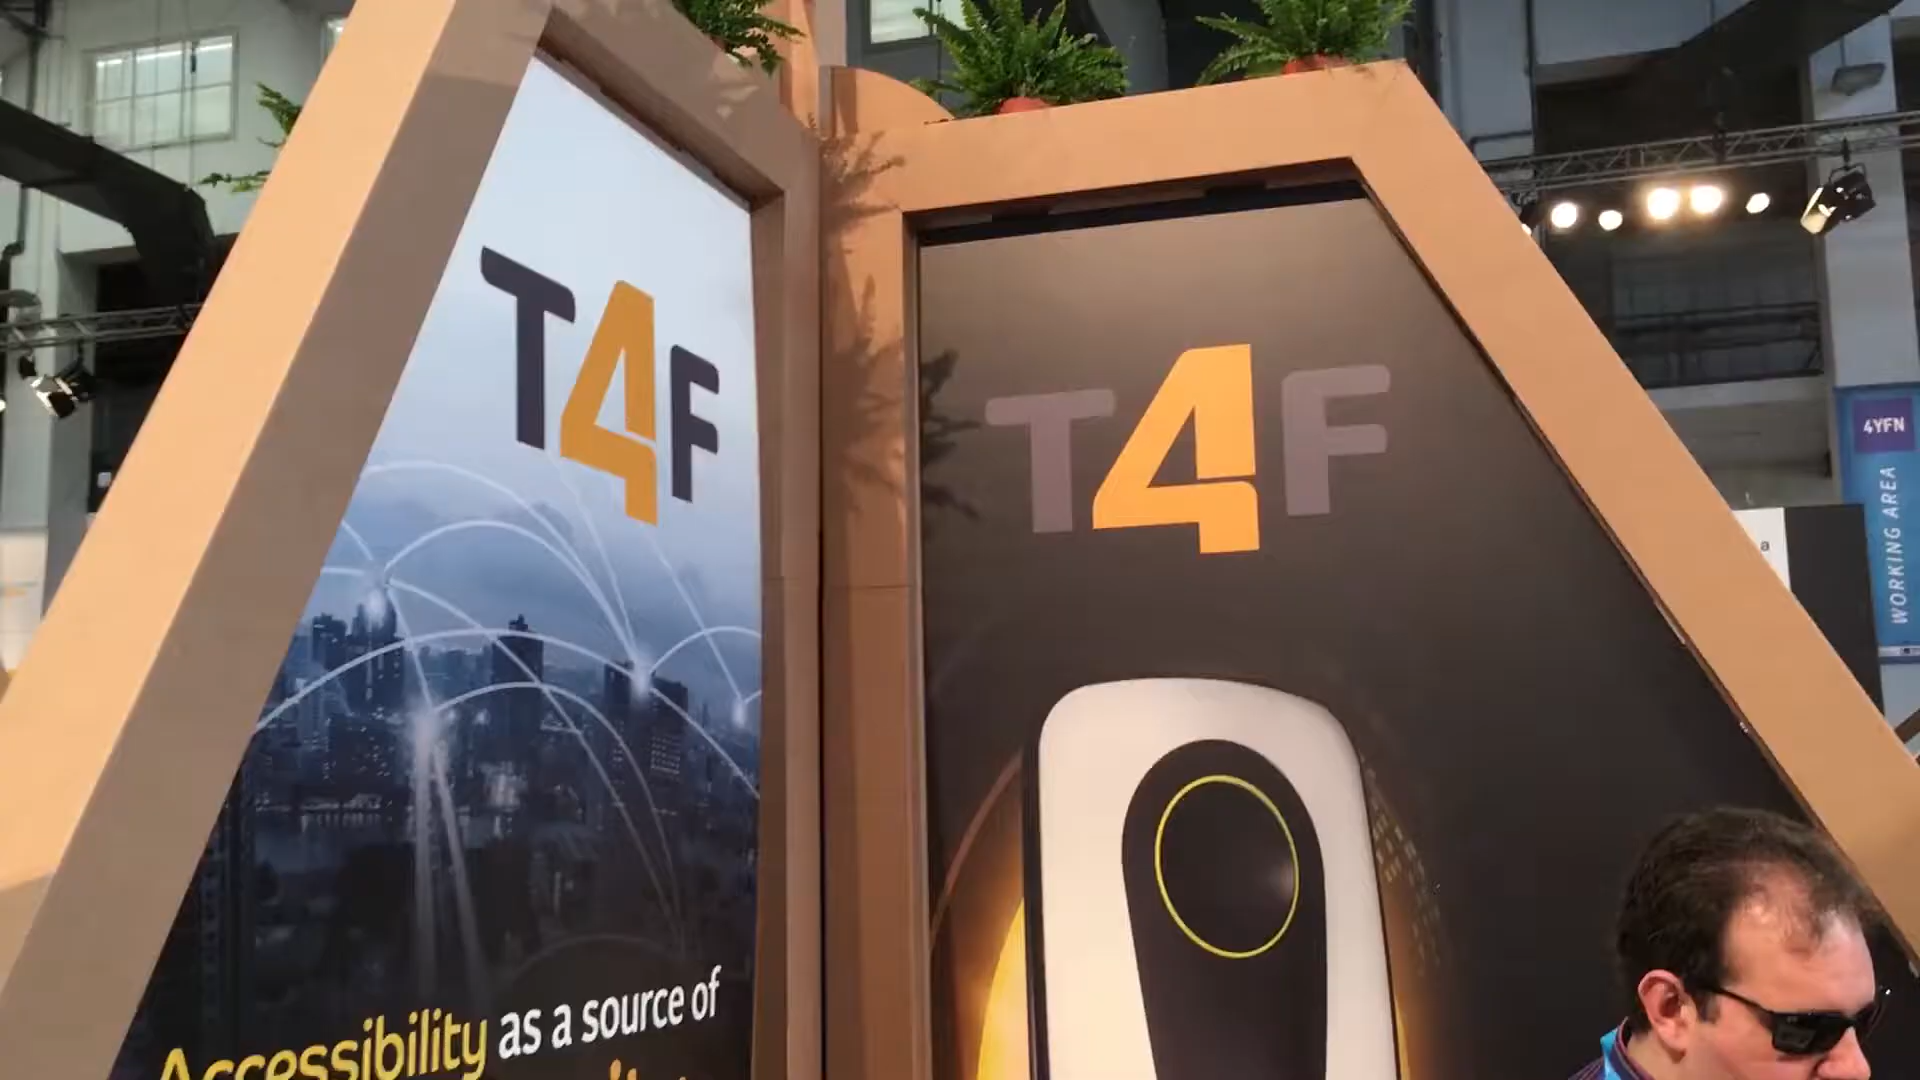 T4F
Accessibility as a source of
T4F
4YFN
WORKING AREA
a